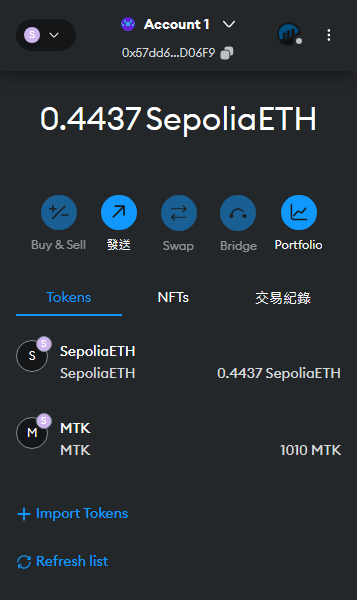 S
Account 1
0x57dd6...D06F9
0.4437 SepoliaETH
Buy & Sell
發送
Swap
Bridge
Portfolio
Tokens
NFTs
交易紀錄
S
S
SepoliaETH
SepoliaETH
0.4437 SepoliaETH
S
M
MTK
MTK
1010 MTK
Import Tokens
Refresh list